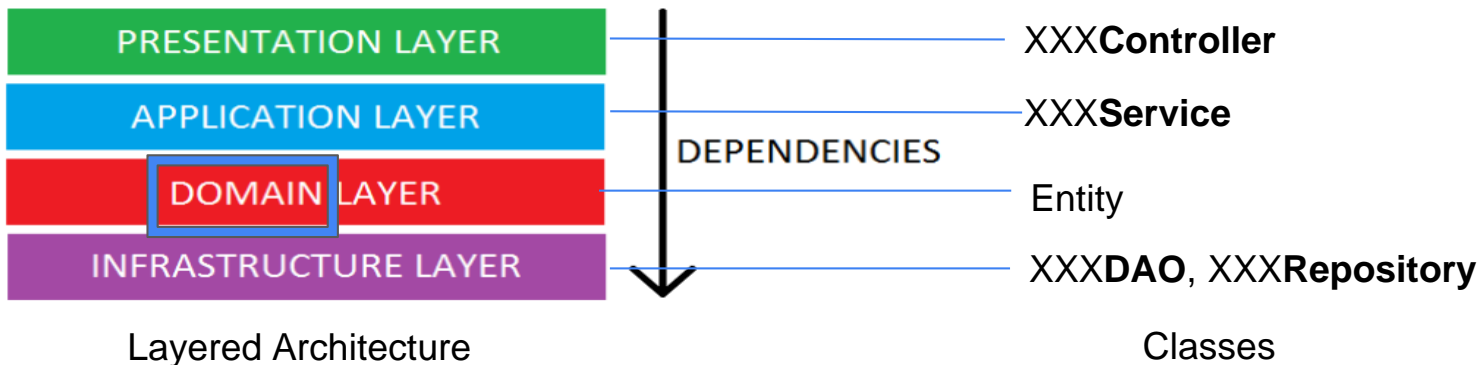 PRESENTATION LAYER
XXXController
APPLICATION LAYER
XXXService
DEPENDENCIES
DOMAIN LAYER
Entity
INFRASTRUCTURE LAYER
XXXDAO, XXXRepository
Layered Architecture
Classes